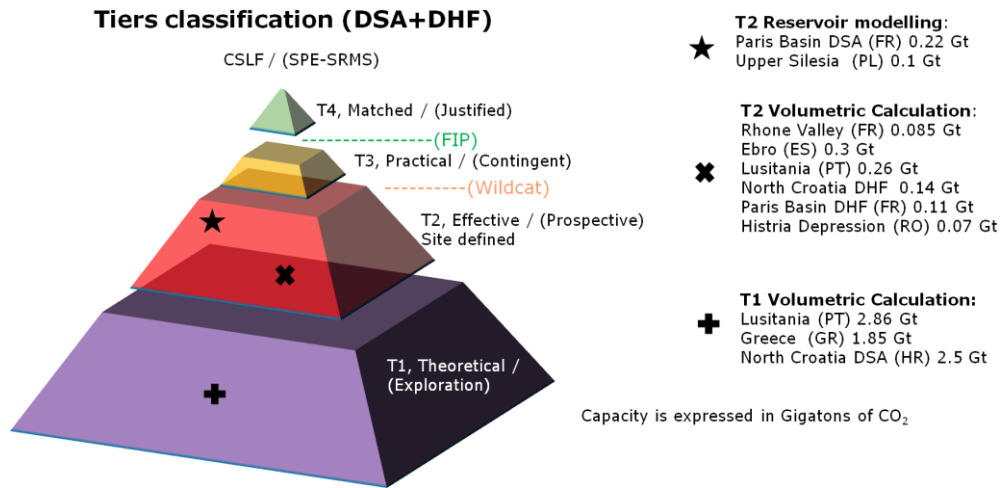 Tiers classification (DSA+DHF)
CSLF / (SPE-SRMS)
T4, Matched / (Justified)
(FIP)
T3, Practical / (Contingent)
(Wildcat)
T2, Effective / (Prospective)
Site defined
T1, Theoretical /
(Exploration)
T2 Reservoir modelling:
Paris Basin DSA (FR) 0.22 Gt
Upper Silesia (PL) 0.1 Gt
T2 Volumetric Calculation:
Rhone Valley (FR) 0.085 Gt
Ebro (ES) 0.3 Gt
Lusitania (PT) 0.26 Gt
North Croatia DHF 0.14 Gt
Paris Basin DHF (FR) 0.11 Gt
Histria Depression (RO) 0.07 Gt
T1 Volumetric Calculation:
Lusitania (PT) 2.86 Gt
Greece (GR) 1.85 Gt
North Croatia DSA (HR) 2.5 Gt
Capacity is expressed in Gigatons of CO₂